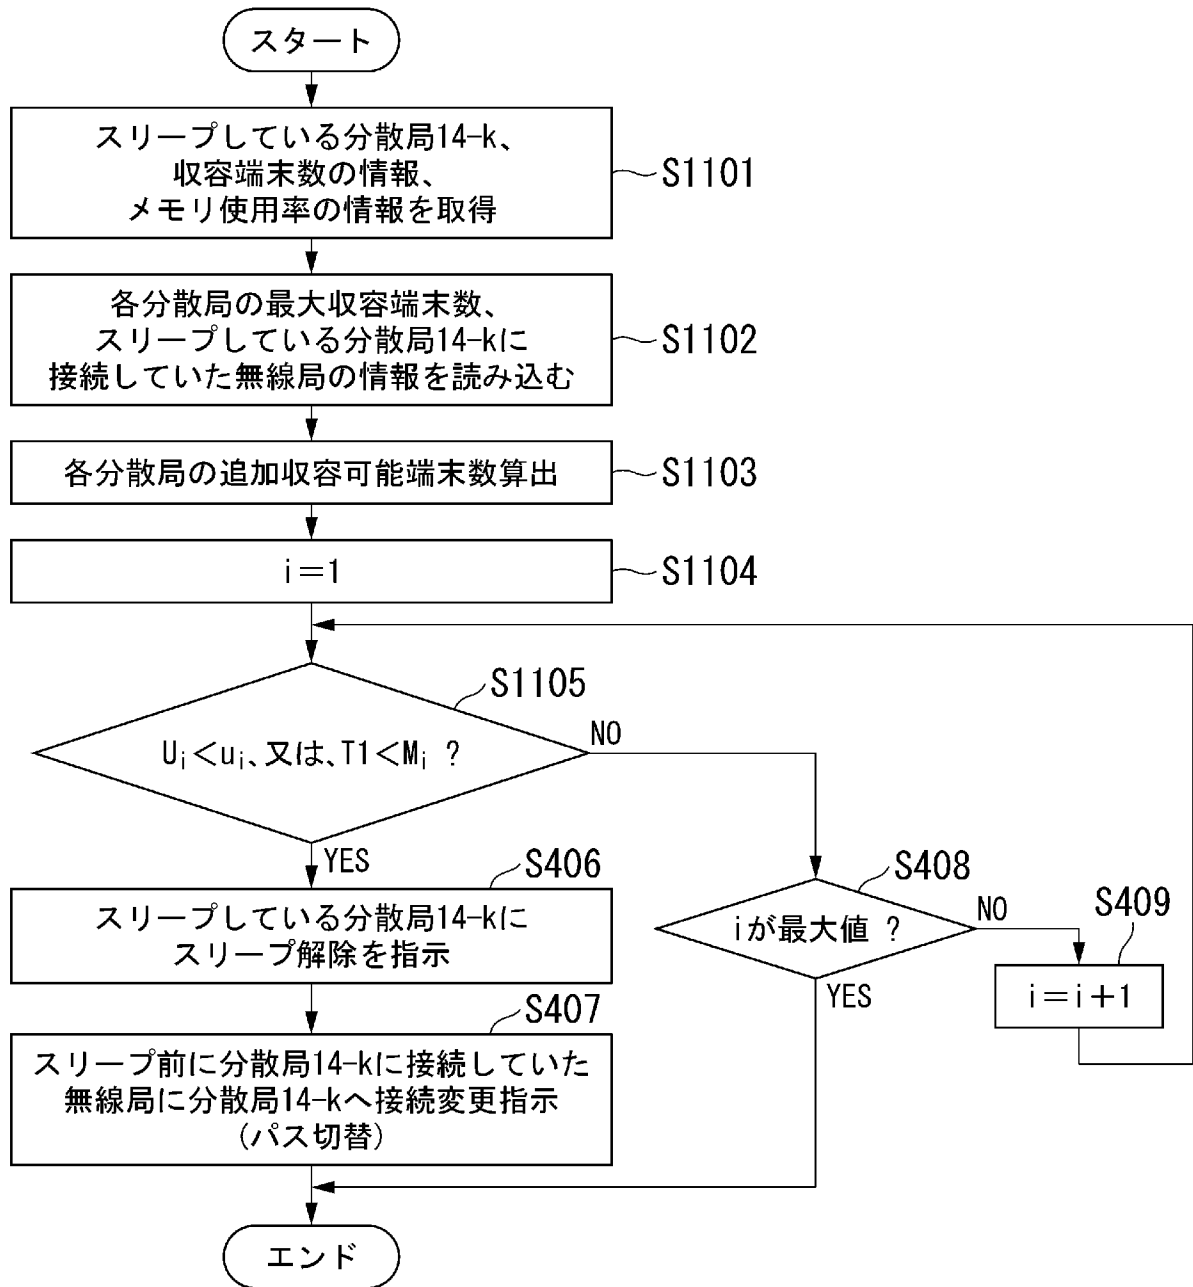 スタート
スリープしている分散局14-k、
収容端末数の情報、
メモリ使用率の情報を取得
S1101
各分散局の最大収容端末数、
スリープしている分散局14-kに
接続していた無線局の情報を読み込む
S1102
各分散局の追加収容可能端末数算出
S1103
i=1
S1104
S1105
Ui<ui、又は、T1<Mi ?
NO
YES
S406
スリープしている分散局14-kに
スリープ解除を指示
S408
iが最大値 ?
NO
YES
S409
i=i+1
S407
スリープ前に分散局14-kに接続していた
無線局に分散局14-kへ接続変更指示
(パス切替)
エンド